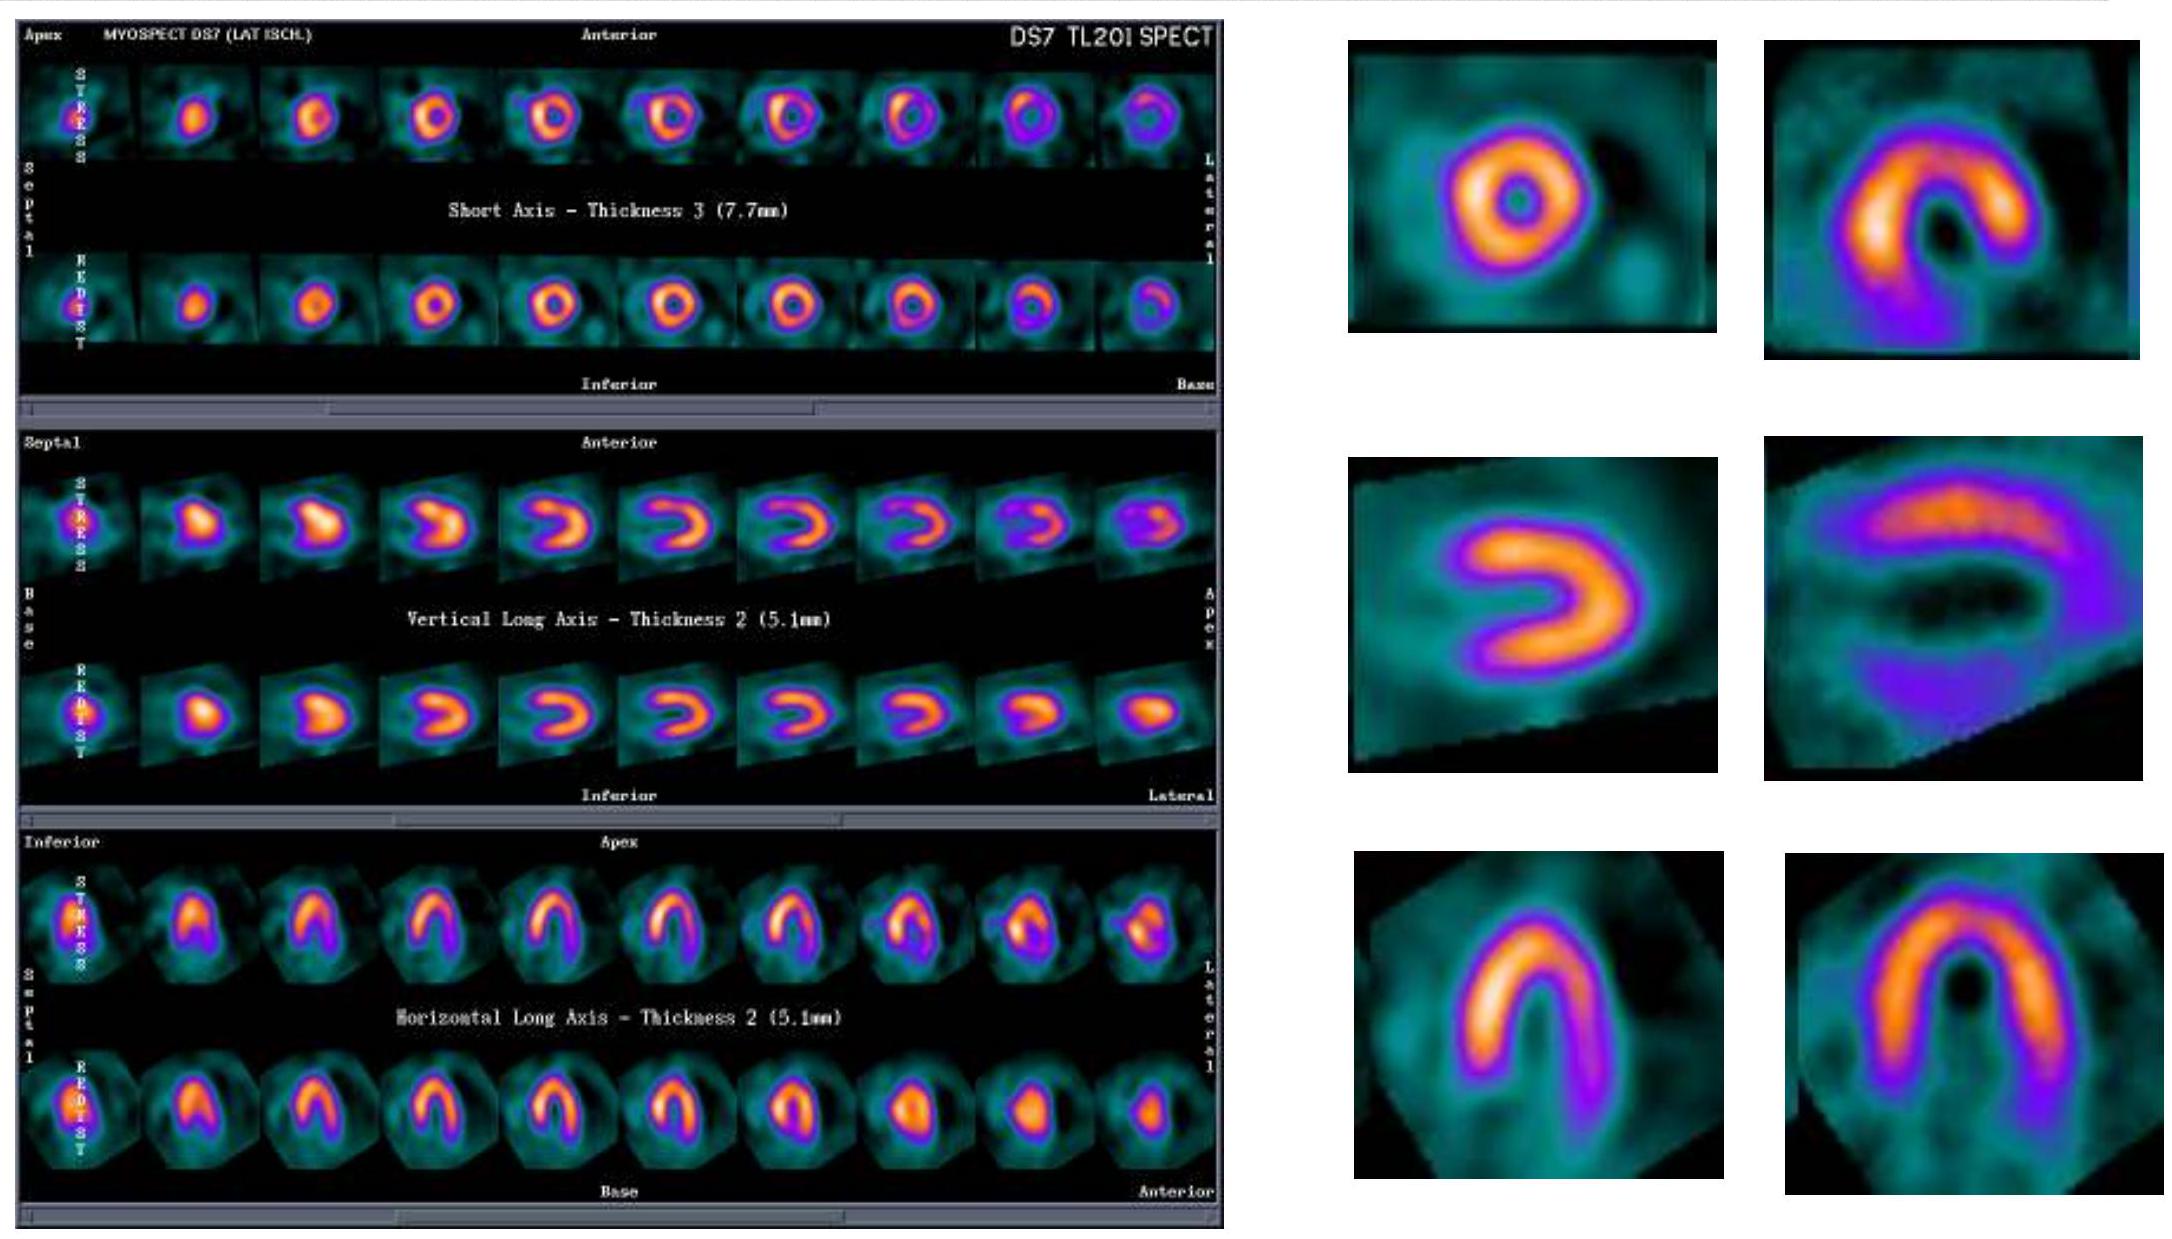 Apex MYOSPECT DS7 (LAT ISCH.) Anterior DS7 TL201 SPECT
STRESS
Septal
Lateral
Short Axis - Thickness 3 (7.7mm)
REDIST
Inferior Base
Septal Anterior
STRESS
Base
Apex
Vertical Long Axis - Thickness 2 (5.1mm)
REDIST
Inferior Lateral
Inferior Apex
STRESS
Septal
Lateral
Horizontal Long Axis - Thickness 2 (5.1mm)
REDIST
Base Anterior